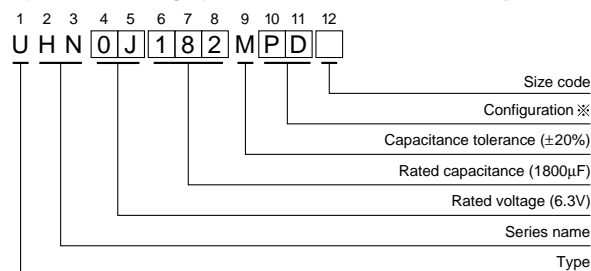 1 2 3 4 5 6 7 8 9 10 11 12
U H N 0 J 1 8 2 M P D
Size code
Configuration ※
Capacitance tolerance (±20%)
Rated capacitance (1800µF)
Rated voltage (6.3V)
Series name
Type